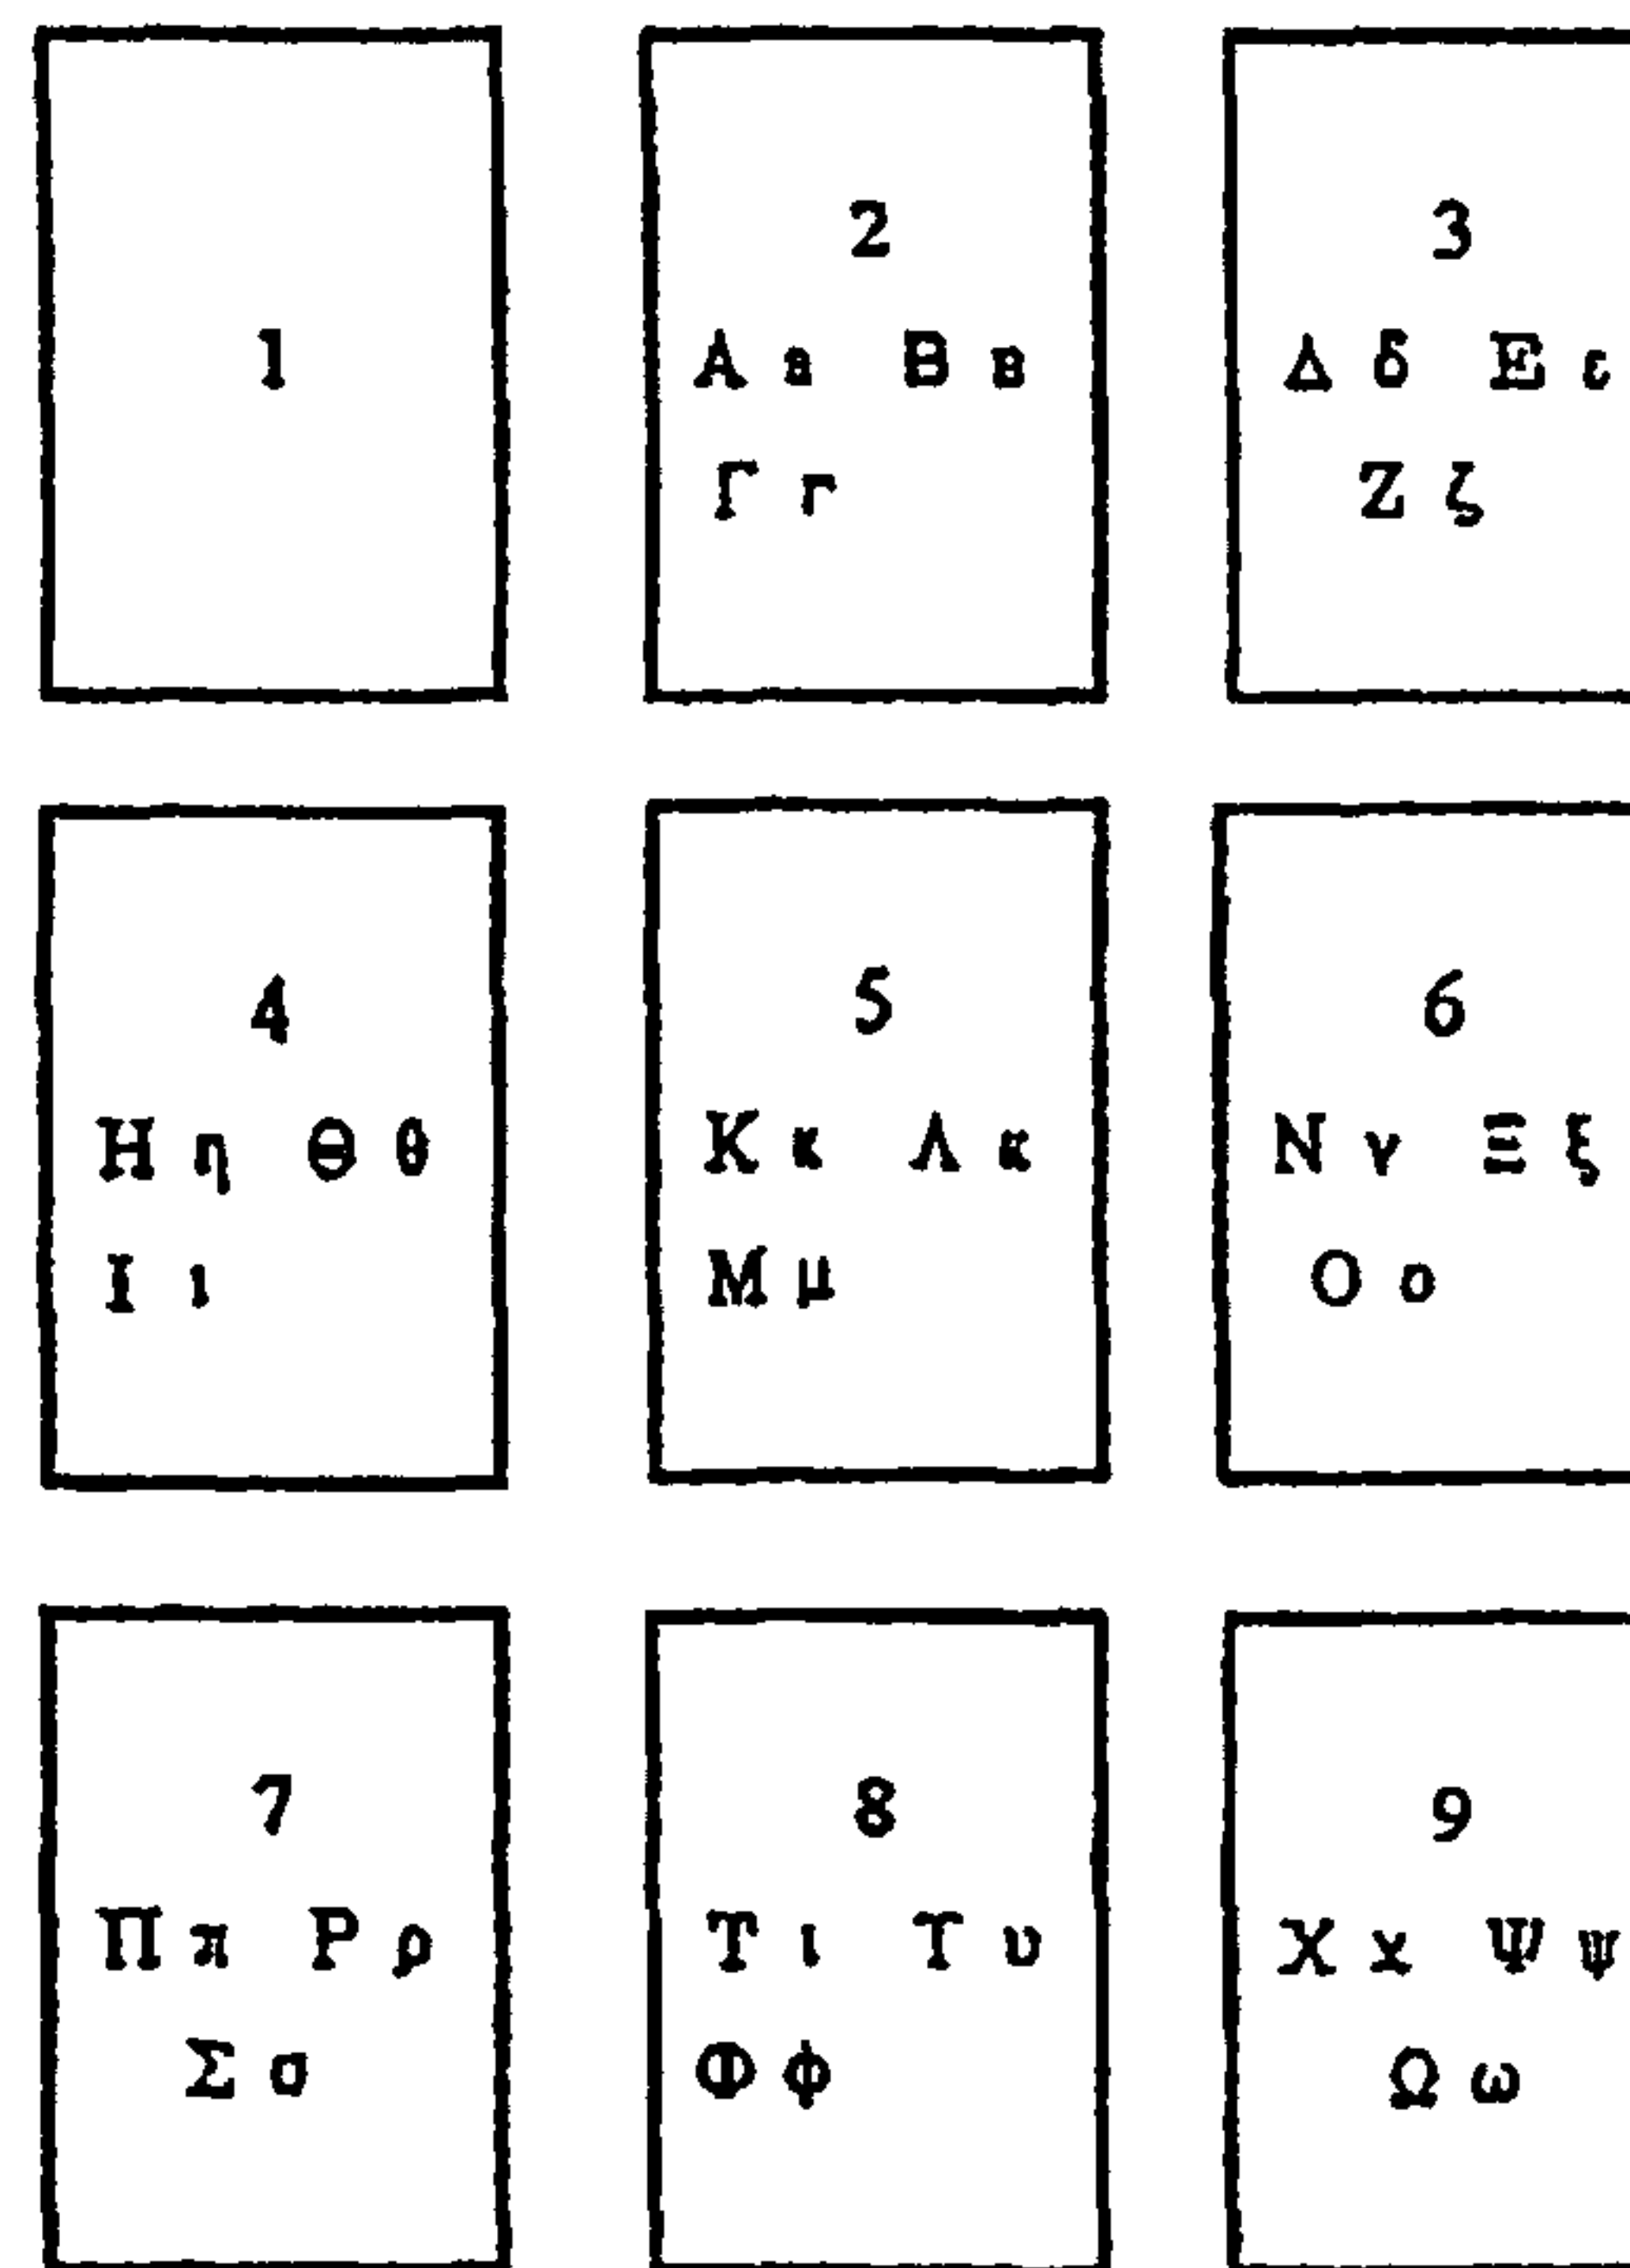 1
2
Α α Β β
Γ γ
3
Δ δ Ε ε
Ζ ζ
4
Η η Θ θ
Ι ι
5
Κ κ Λ
Μ μ
6
Ν ν Ξ ξ
Ο ο
7
Π π Ρ ρ
Σ σ
8
Τ ι Υ υ
Φ φ
9
Χ χ Ψ ψ
Ω ω